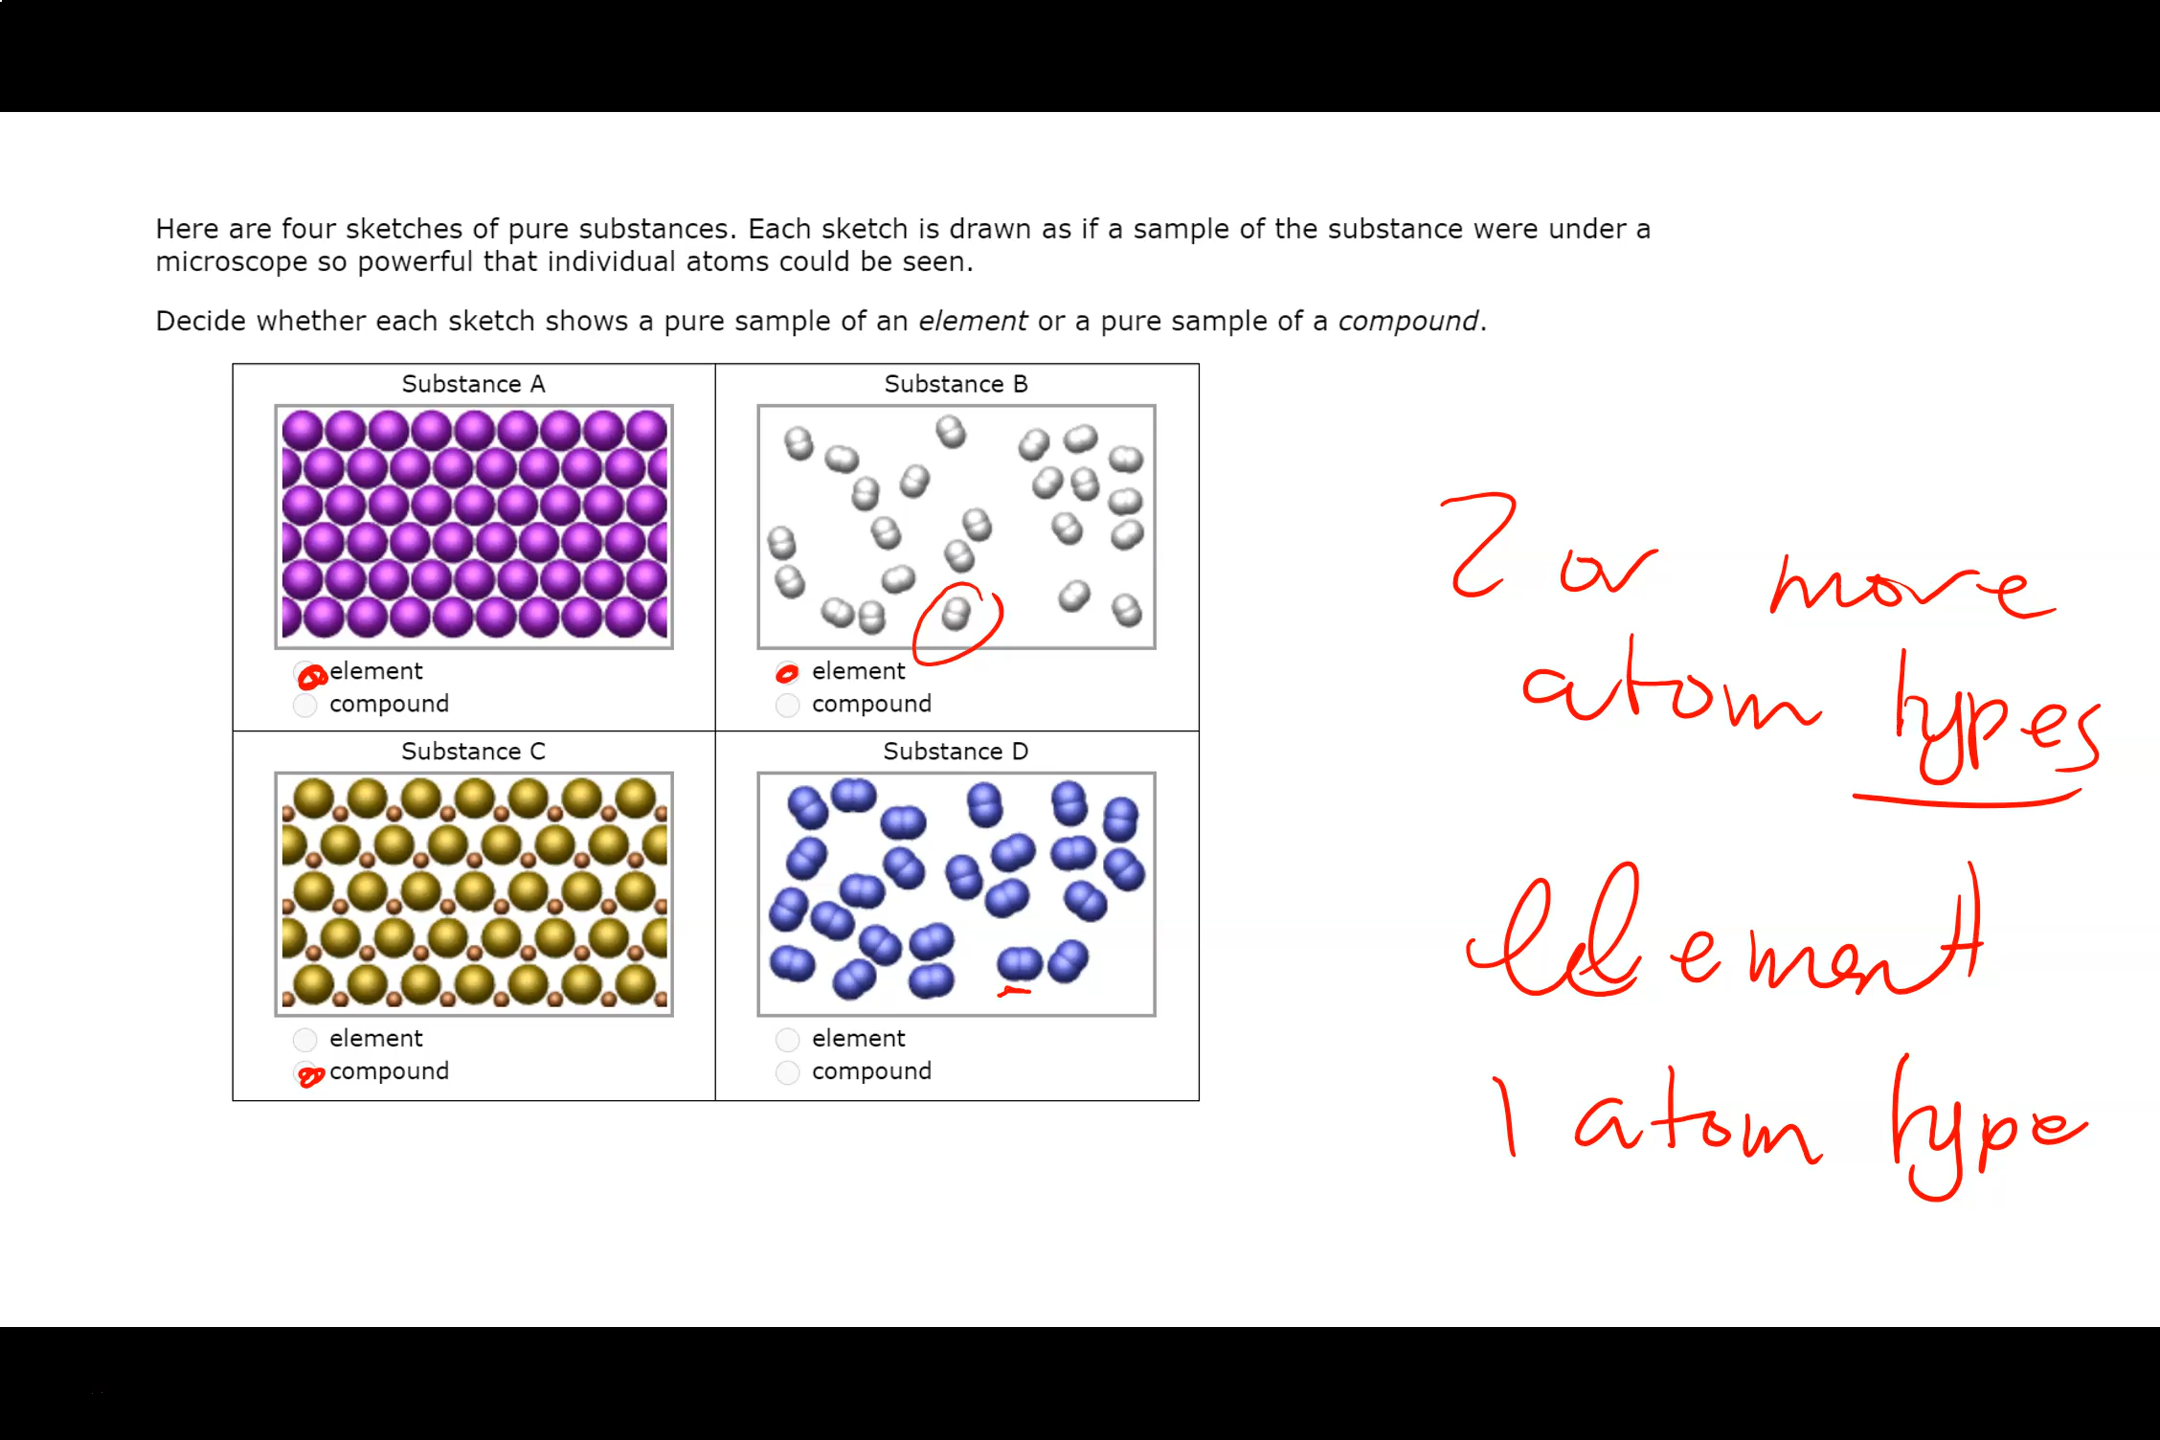 Here are four sketches of pure substances. Each sketch is drawn as if a sample of the substance were under a
microscope so powerful that individual atoms could be seen.
Decide whether each sketch shows a pure sample of an element or a pure sample of a compound.
Substance A
element
compound
Substance B
element
compound
Substance C
element
compound
Substance D
element
compound
2 or more
atom types
element
1 atom type